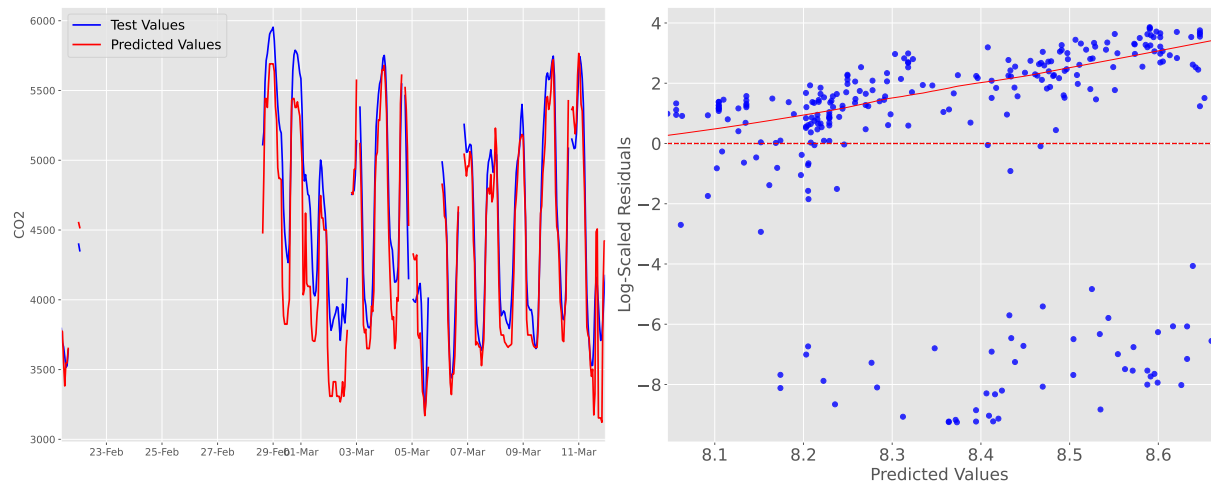 Test Values
Predicted Values
CO2
6000
5500
5000
4500
4000
3500
3000
23-Feb
25-Feb
27-Feb
29-Feb
01-Mar
03-Mar
05-Mar
07-Mar
09-Mar
11-Mar
Log-Scaled Residuals
4
2
0
−2
−4
−6
−8
8.1
8.2
8.3
8.4
8.5
8.6
Predicted Values